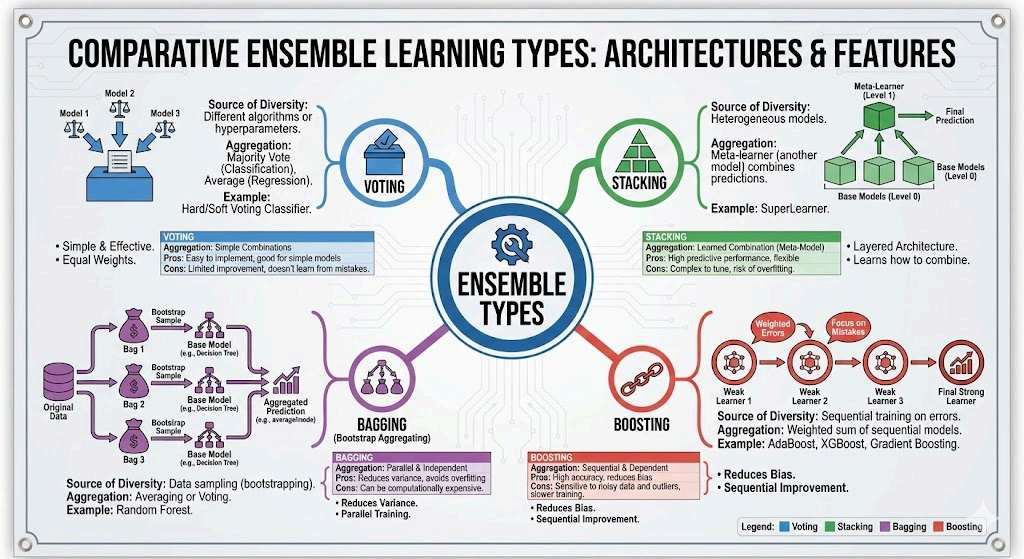 COMPARATIVE ENSEMBLE LEARNING TYPES: ARCHITECTURES & FEATURES
Model 1
Model 2
Model 3
Source of Diversity:
Different algorithms or
hyperparameters.
Aggregation:
Majority Vote
(Classification),
Average (Regression).
Example:
Hard/Soft Voting Classifier.
VOTING
• Simple & Effective.
• Equal Weights.
VOTING
Aggregation: Simple Combinations
Pros: Easy to implement, good for simple models
Cons: Limited improvement, doesn't learn from mistakes.
STACKING
Source of Diversity:
Heterogeneous models.
Aggregation:
Meta-learner (another
model) combines
predictions.
Example: SuperLearner.
Meta-Learner
(Level 1)
Final
Prediction
Base Models
(Level 0)
Base Models (Level 0)
STACKING
Aggregation: Learned Combination (Meta-Model)
Pros: High predictive performance, flexible
Cons: Complex to tune, risk of overfitting.
• Layered Architecture.
• Learns how to combine.
ENSEMBLE
TYPES
Original
Data
Bag 1
Bootstrap
Sample
Base Model
(e.g., Decision Tree)
Bag 2
Bootstrap
Sample
Base Model
(e.g., Decision Tree)
Bag 3
Bootstrap
Sample
Base Model
(e.g., Decision Tree)
Aggregated
Prediction
(e.g., average/mode)
BAGGING
(Bootstrap Aggregating)
Source of Diversity: Data sampling (bootstrapping).
Aggregation: Averaging or Voting.
Example: Random Forest.
BAGGING
Aggregation: Parallel & Independent
Pros: Reduces variance, avoids overfitting
Cons: Can be computationally expensive.
• Reduces Variance.
• Parallel Training.
BOOSTING
Weighted
Errors
Focus on
Mistakes
Weak
Learner 1
Weak
Learner 2
Weak
Learner 3
Final Strong
Learner
Source of Diversity: Sequential training on errors.
Aggregation: Weighted sum of sequential models.
Example: AdaBoost, XGBoost, Gradient Boosting.
BOOSTING
Aggregation: Sequential & Dependent
Pros: High accuracy, reduces Bias
Cons: Sensitive to noisy data and outliers,
slower training.
• Reduces Bias.
• Sequential Improvement.
• Reduces Bias.
• Sequential Improvement.
Legend: Voting Stacking Bagging Boosting